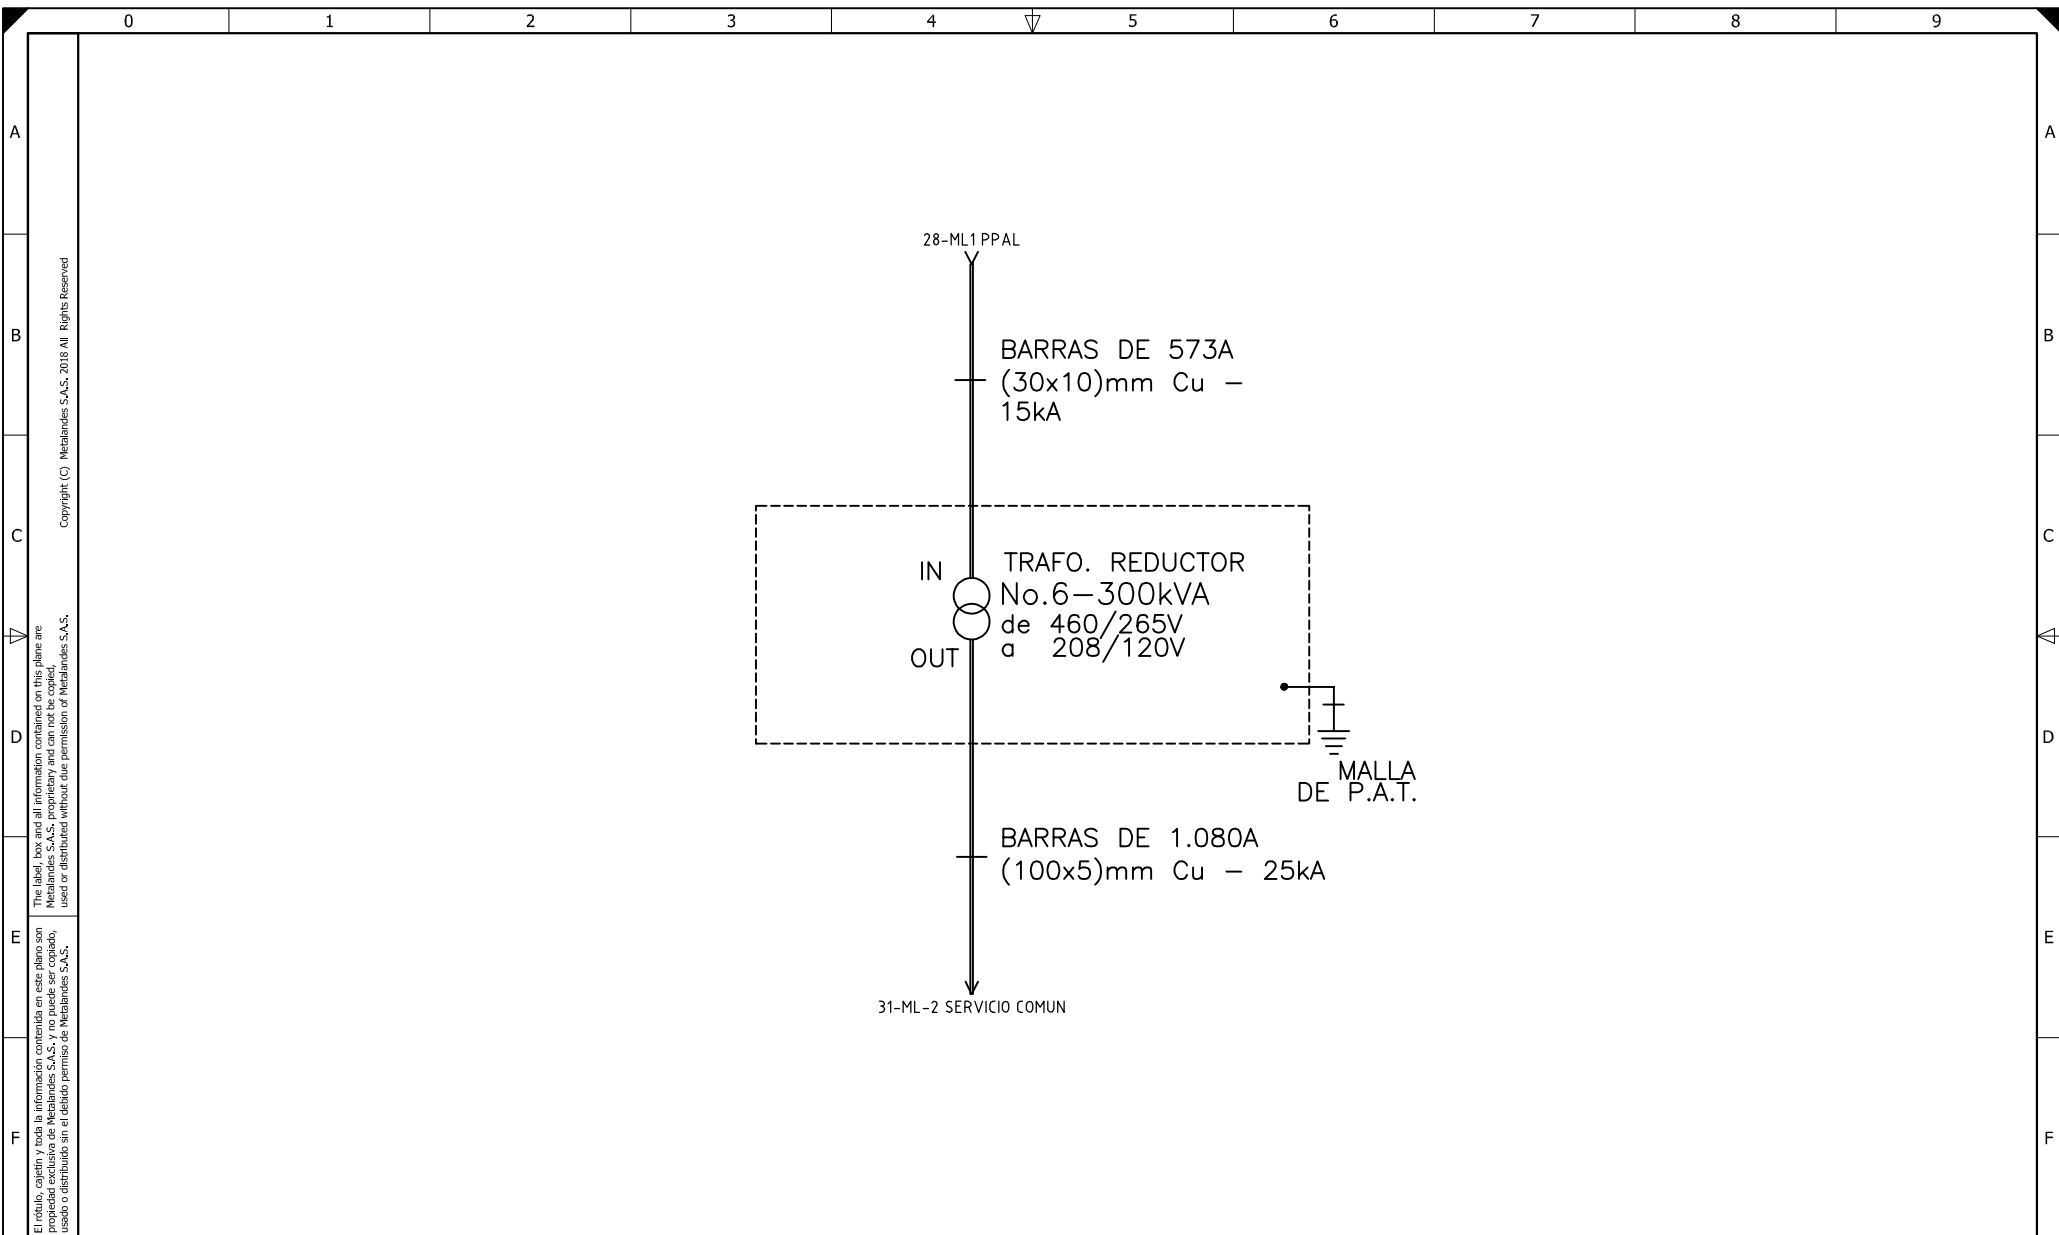 0 1 2 3 4 5 6 7 8 9
A A
28-ML1 PPAL
B B
BARRAS DE 573A
(30x10)mm Cu –
15kA
C C
IN
TRAFO. REDUCTOR
No.6–300kVA
de 460/265V
a 208/120V
OUT
D D
MALLA
DE P.A.T.
BARRAS DE 1.080A
(100x5)mm Cu – 25kA
E E
31-ML-2 SERVICIO COMUN
F F
Copyright (C) Metalandes S.A.S. 2018 All Rights Reserved
The label, box and all information contained on this plane are
Metalandes S.A.S. proprietary and can not be copied,
used or distributed without due permission of Metalandes S.A.S.
El rótulo, cajetín y toda la información contenida en este plano son
propiedad exclusiva de Metalandes S.A.S. y no puede ser copiado,
usado o distribuido sin el debido permiso de Metalandes S.A.S.